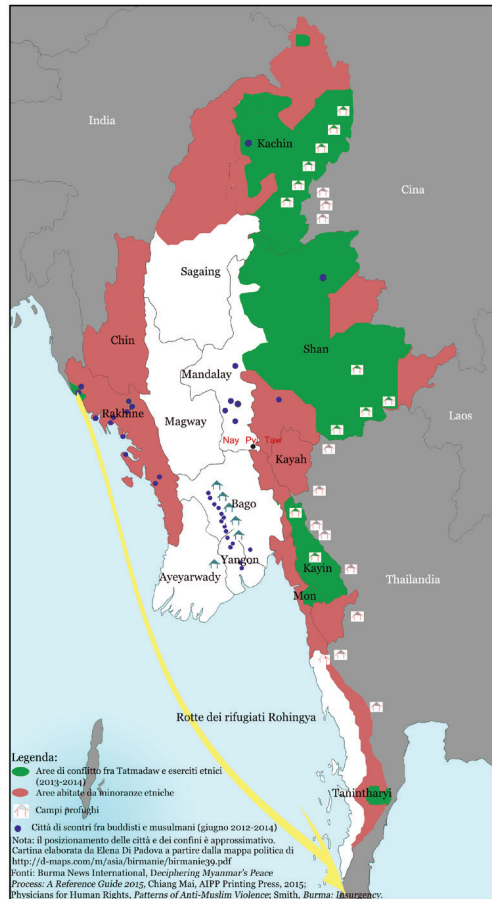 India
Kachin
Cina
Sagaing
Shan
Chin
Mandalay
Laos
Rakhine
Magway
Nay Pyi Taw
Kayah
Bago
Yangon
Kayin
Ayeyarwady
Thailandia
Mon
Rotte dei rifugiati Rohingya
Tanintharyi
Legenda:
Aree di conflitto fra Tatmadaw e eserciti etnici
(2013-2014)
Aree abitate da minoranze etniche
Campi profughi
Città di scontri fra buddisti e musulmani (giugno 2012-2014)
Nota: il posizionamento delle città e dei confini è approssimativo.
Cartina elaborata da Elena Di Padova a partire dalla mappa politica di
http://d-maps.com/m/asia/birmanie/birmanie39.pdf
Fonti: Burma News International, Deciphering Myanmar's Peace
Process: A Reference Guide 2015, Chiang Mai, AIPP Printing Press, 2015;
Physicians for Human Rights, Patterns of Anti-Muslim Violence; Smith, Burma: Insurgency.